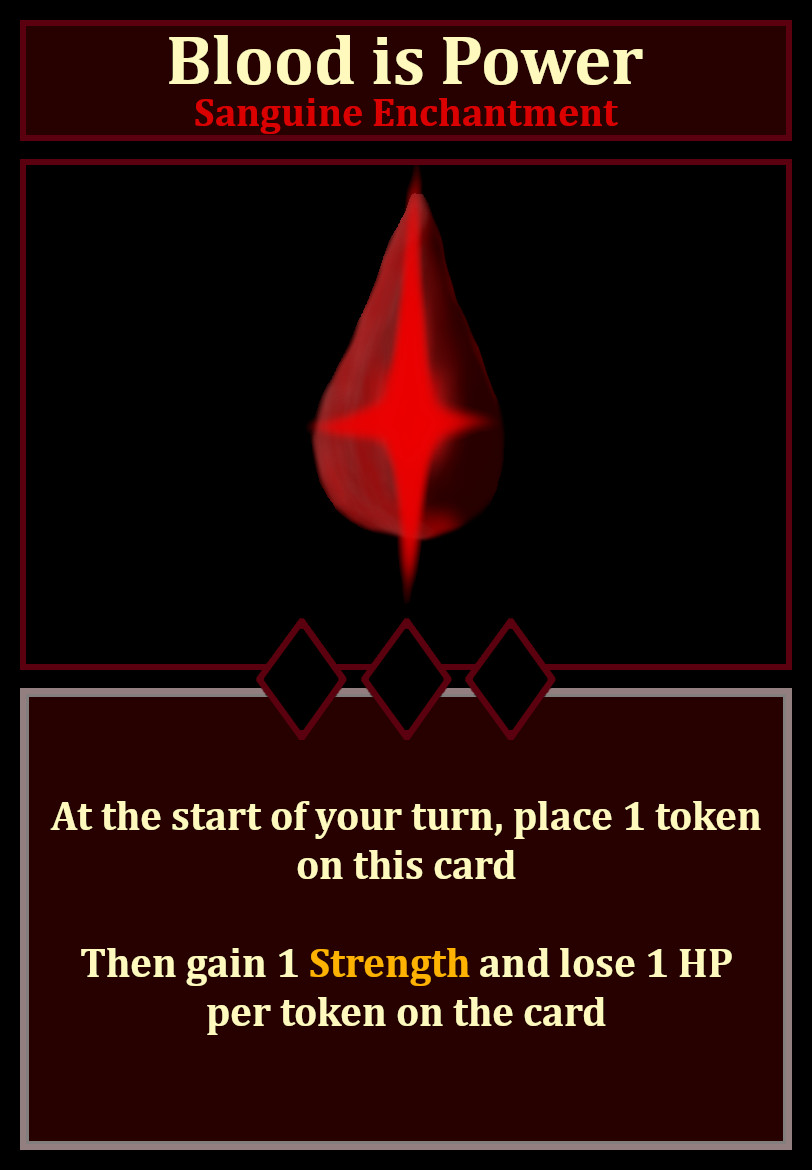 Blood is Power
Sanguine Enchantment
At the start of your turn, place 1 token
on this card
Then gain 1 Strength and lose 1 HP
per token on the card